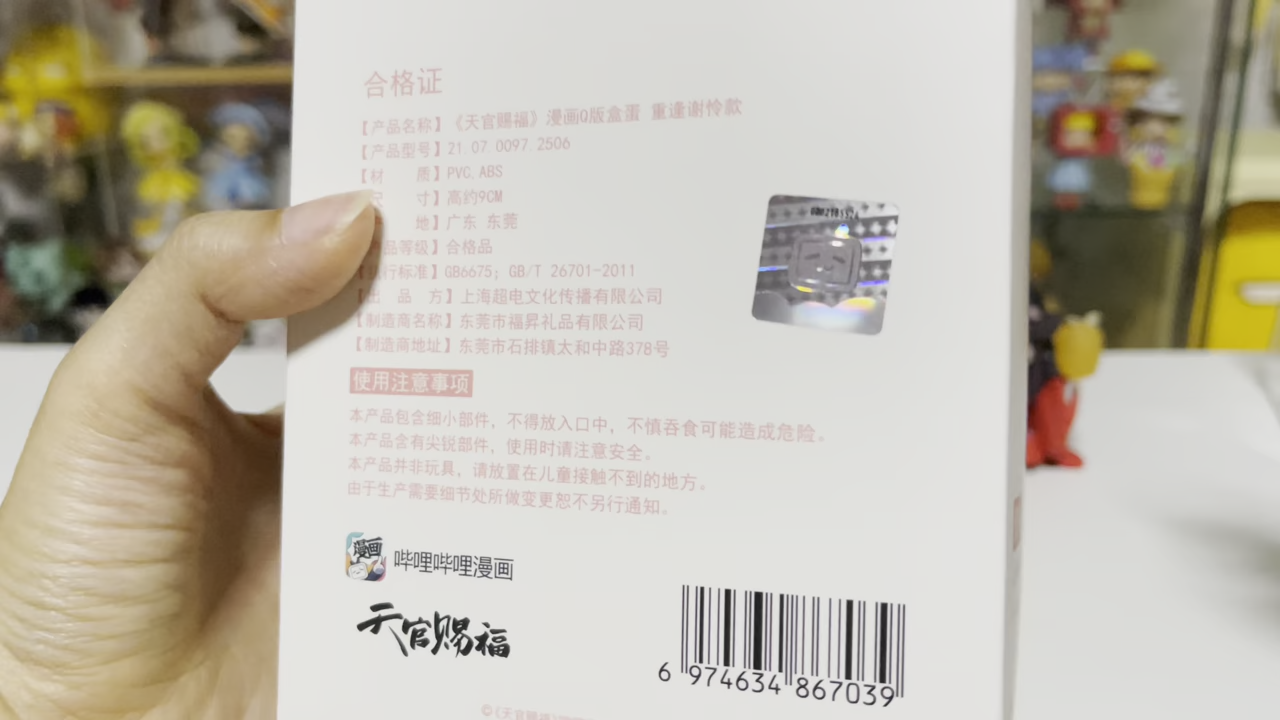 合格证
【产品名称】《天官赐福》漫画Q版盒蛋 重逢谢怜款
【产品型号】21.07.0097.2506
【材 质】PVC.ABS
尺 寸】高约9CM
地】广东 东莞
品等级】合格品
【执行标准】GB6675; GB/T 26701-2011
【出 品 方】上海超电文化传播有限公司
【制造商名称】东莞市福昇礼品有限公司
【制造商地址】东莞市石排镇太和中路378号
使用注意事项
本产品包含细小部件，不得放入口中，不慎吞食可能造成危险。
本产品含有尖锐部件，使用时请注意安全。
本产品并非玩具，请放置在儿童接触不到的地方。
由于生产需要细节处所做变更恕不另行通知。
漫画
哔哩哔哩漫画
天官赐福
6 974634 867039
©《天官赐福》